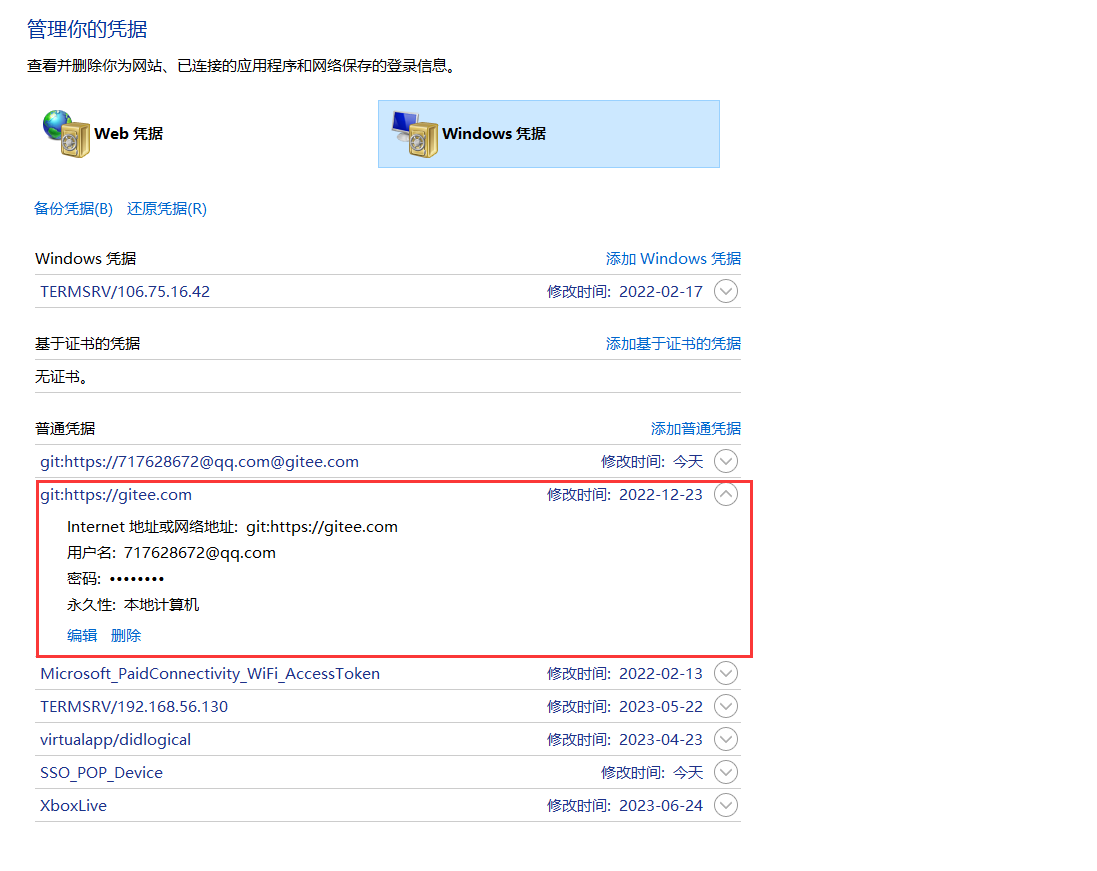 管理你的凭据
查看并删除你为网站、已连接的应用程序和网络保存的登录信息。
Web 凭据
Windows 凭据
备份凭据(B) 还原凭据(R)
Windows 凭据 添加 Windows 凭据
TERMSRV/106.75.16.42 修改时间: 2022-02-17
基于证书的凭据 添加基于证书的凭据
无证书。
普通凭据 添加普通凭据
git:https://717628672@qq.com@gitee.com 修改时间: 今天
git:https://gitee.com 修改时间: 2022-12-23
Internet 地址或网络地址: git:https://gitee.com
用户名: 717628672@qq.com
密码: ••••••••
永久性: 本地计算机
编辑 删除
Microsoft_PaidConnectivity_WiFi_AccessToken 修改时间: 2022-02-13
TERMSRV/192.168.56.130 修改时间: 2023-05-22
virtualapp/didlogical 修改时间: 2023-04-23
SSO_POP_Device 修改时间: 今天
XboxLive 修改时间: 2023-06-24